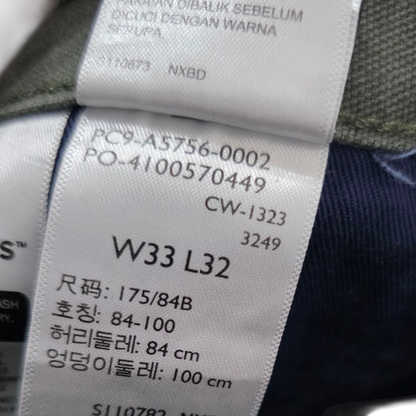 PAKAIAN DIBALIK SEBELUM
DICUCI DENGAN WARNA
SERUPA.
S110673 NXBD
PC9-A5756-0002
PO-4100570449
CW-1323
3249
W33 L32
尺码: 175/84B
호칭: 84-100
허리둘레: 84 cm
엉덩이둘레: 100 cm
S110782
S™